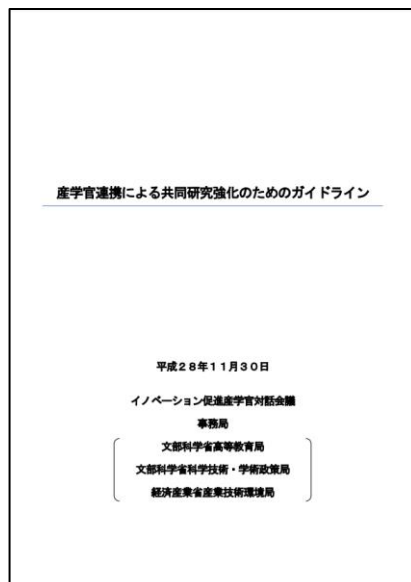 産学官連携による共同研究強化のためのガイドライン
平成２８年１１月３０日
イノベーション促進産学官対話会議
事務局
文部科学省高等教育局
文部科学省科学技術・学術政策局
経済産業省産業技術環境局